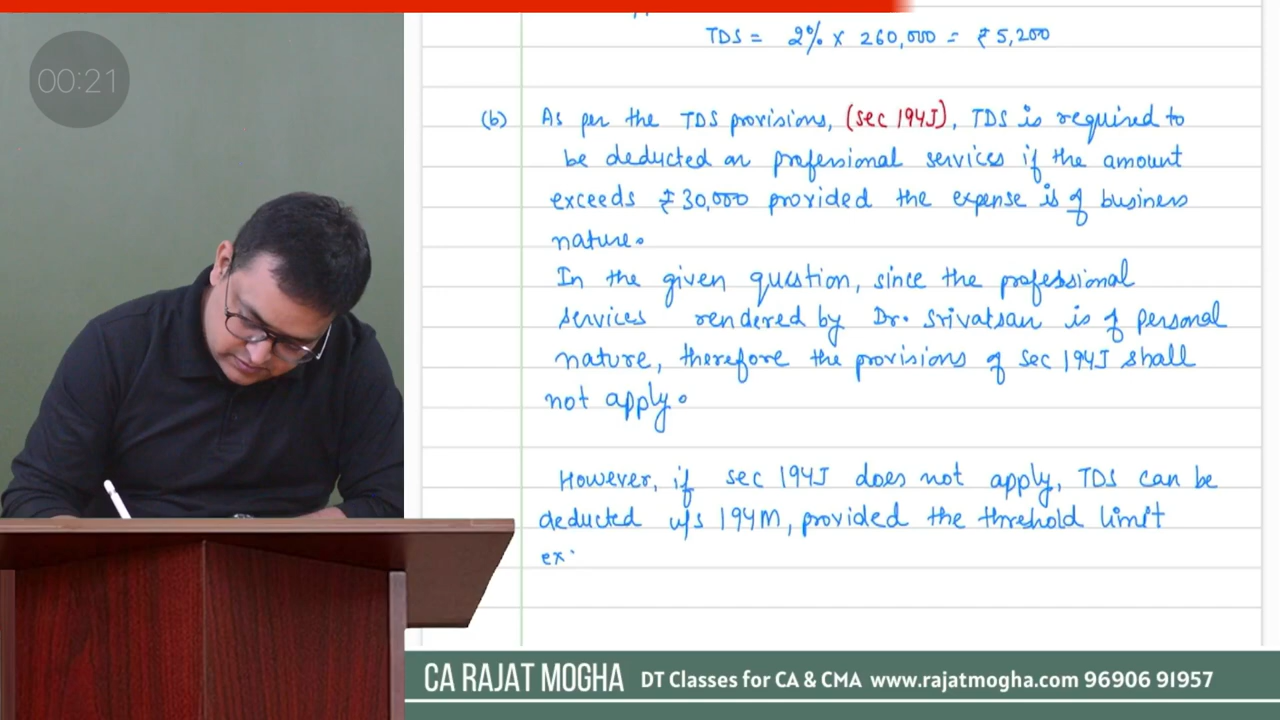 00:21
TDS = 2% x 260,000 = ₹5,200
(b) As per the TDS provisions, (Sec 194J), TDS is required to
be deducted on professional services if the amount
exceeds ₹30,000 provided the expense is of business
nature.
In the given question, since the professional
services rendered by Dr. Srivatsan is of personal
nature, therefore the provisions of Sec 194J shall
not apply.
However, if sec 194J does not apply, TDS can be
deducted u/s 194M, provided the threshold limit
ex
CA RAJAT MOGHA DT Classes for CA & CMA www.rajatmogha.com 96906 91957